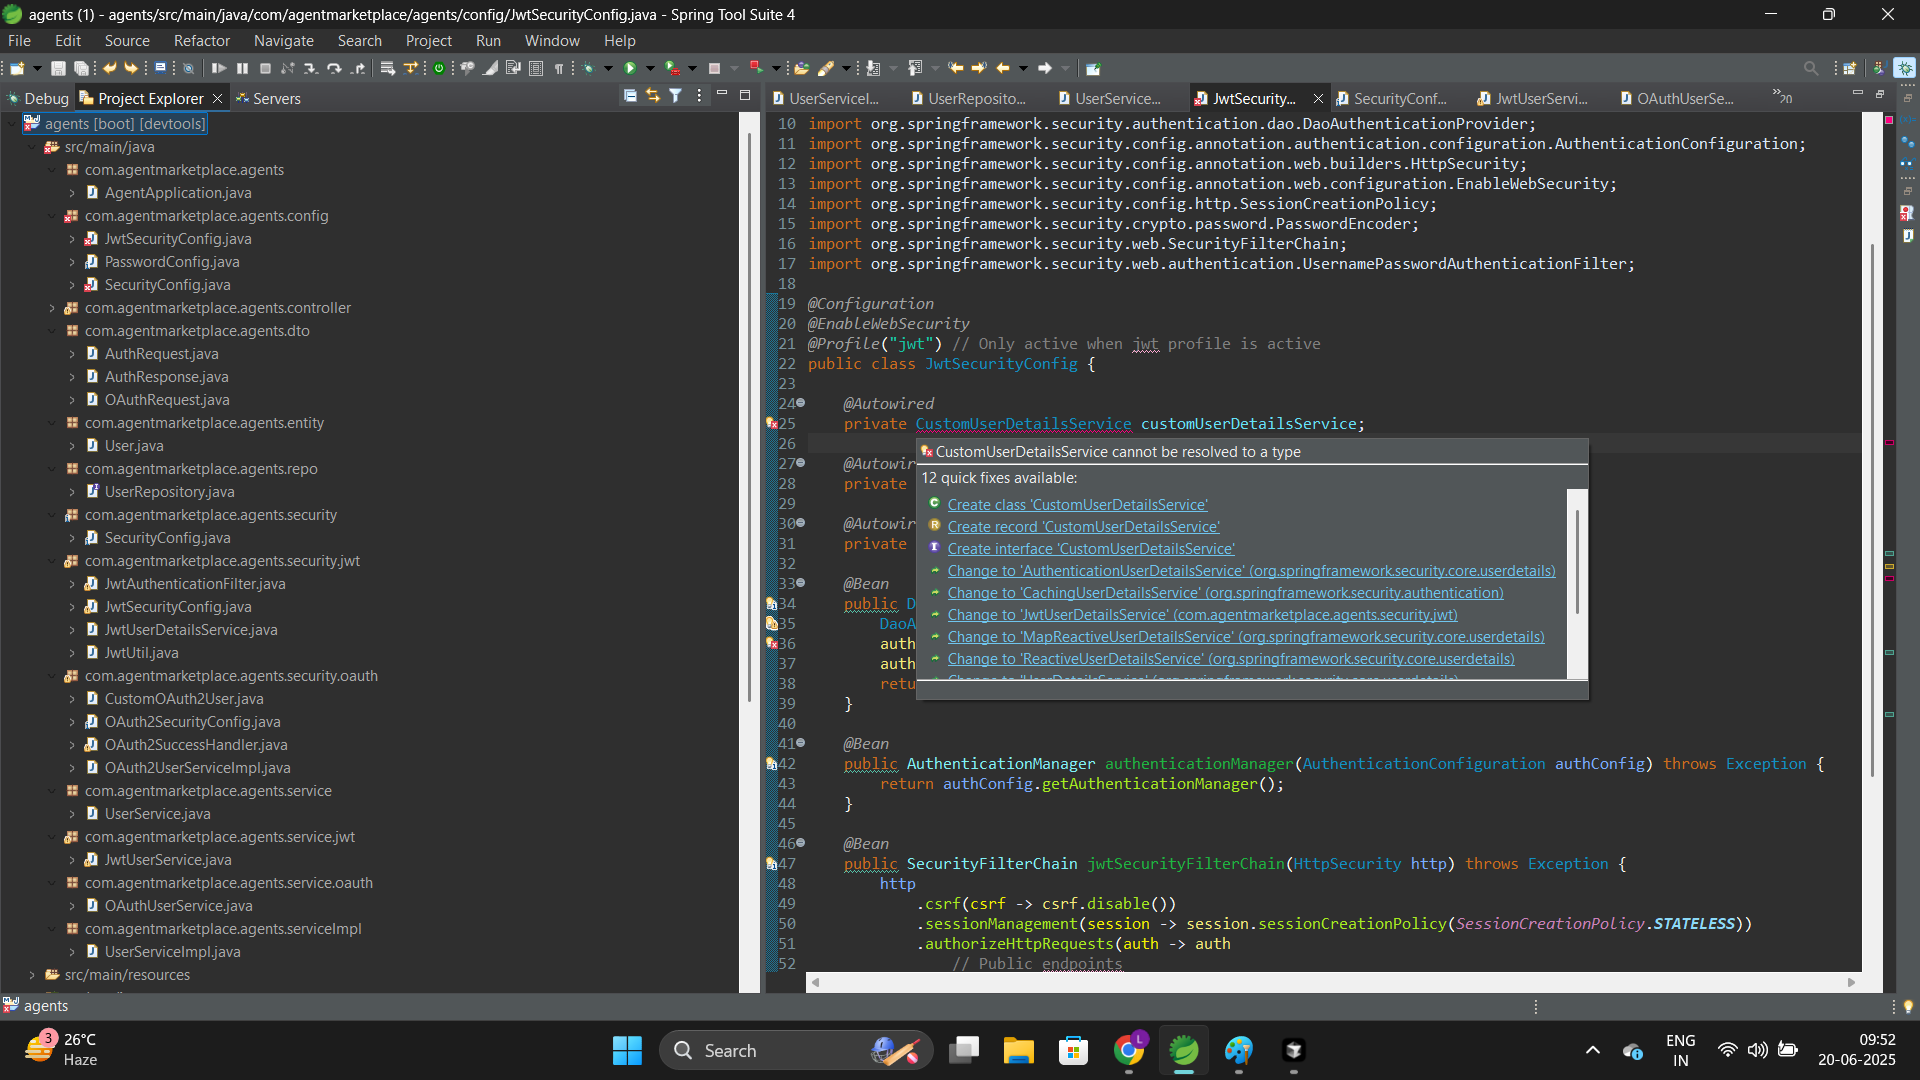 agents (1) - agents/src/main/java/com/agentmarketplace/agents/config/JwtSecurityConfig.java - Spring Tool Suite 4
File Edit Source Refactor Navigate Search Project Run Window Help
Debug Project Explorer Servers
UserServiceI... UserReposito... UserService... JwtSecurity... SecurityConf... JwtUserServi... OAuthUserSe... 20
agents [boot] [devtools]
src/main/java
com.agentmarketplace.agents
AgentApplication.java
com.agentmarketplace.agents.config
JwtSecurityConfig.java
PasswordConfig.java
SecurityConfig.java
com.agentmarketplace.agents.controller
com.agentmarketplace.agents.dto
AuthRequest.java
AuthResponse.java
OAuthRequest.java
com.agentmarketplace.agents.entity
User.java
com.agentmarketplace.agents.repo
UserRepository.java
com.agentmarketplace.agents.security
SecurityConfig.java
com.agentmarketplace.agents.security.jwt
JwtAuthenticationFilter.java
JwtSecurityConfig.java
JwtUserDetailsService.java
JwtUtil.java
com.agentmarketplace.agents.security.oauth
CustomOAuth2User.java
OAuth2SecurityConfig.java
OAuth2SuccessHandler.java
OAuth2UserServiceImpl.java
com.agentmarketplace.agents.service
UserService.java
com.agentmarketplace.agents.service.jwt
JwtUserService.java
com.agentmarketplace.agents.service.oauth
OAuthUserService.java
com.agentmarketplace.agents.serviceImpl
UserServiceImpl.java
src/main/resources
10 import org.springframework.security.authentication.dao.DaoAuthenticationProvider;
11 import org.springframework.security.config.annotation.authentication.configuration.AuthenticationConfiguration;
12 import org.springframework.security.config.annotation.web.builders.HttpSecurity;
13 import org.springframework.security.config.annotation.web.configuration.EnableWebSecurity;
14 import org.springframework.security.config.http.SessionCreationPolicy;
15 import org.springframework.security.crypto.password.PasswordEncoder;
16 import org.springframework.security.web.SecurityFilterChain;
17 import org.springframework.security.web.authentication.UsernamePasswordAuthenticationFilter;
18
19 @Configuration
20 @EnableWebSecurity
21 @Profile("jwt") // Only active when jwt profile is active
22 public class JwtSecurityConfig {
23
24 @Autowired
25 private CustomUserDetailsService customUserDetailsService;
26
27 @Autowir
28 private
29
30 @Autowir
31 private
32
33 @Bean
34 public D
35 DaoA
36 auth
37 auth
38 retu
39 }
40
41 @Bean
42 public AuthenticationManager authenticationManager(AuthenticationConfiguration authConfig) throws Exception {
43 return authConfig.getAuthenticationManager();
44 }
45
46 @Bean
47 public SecurityFilterChain jwtSecurityFilterChain(HttpSecurity http) throws Exception {
48 http
49 .csrf(csrf -> csrf.disable())
50 .sessionManagement(session -> session.sessionCreationPolicy(SessionCreationPolicy.STATELESS))
51 .authorizeHttpRequests(auth -> auth
52 // Public endpoints
CustomUserDetailsService cannot be resolved to a type
12 quick fixes available:
Create class 'CustomUserDetailsService'
Create record 'CustomUserDetailsService'
Create interface 'CustomUserDetailsService'
Change to 'AuthenticationUserDetailsService' (org.springframework.security.core.userdetails)
Change to 'CachingUserDetailsService' (org.springframework.security.authentication)
Change to 'JwtUserDetailsService' (com.agentmarketplace.agents.security.jwt)
Change to 'MapReactiveUserDetailsService' (org.springframework.security.core.userdetails)
Change to 'ReactiveUserDetailsService' (org.springframework.security.core.userdetails)
agents
3
26°C
Haze
Search
L
ENG
IN
09:52
20-06-2025